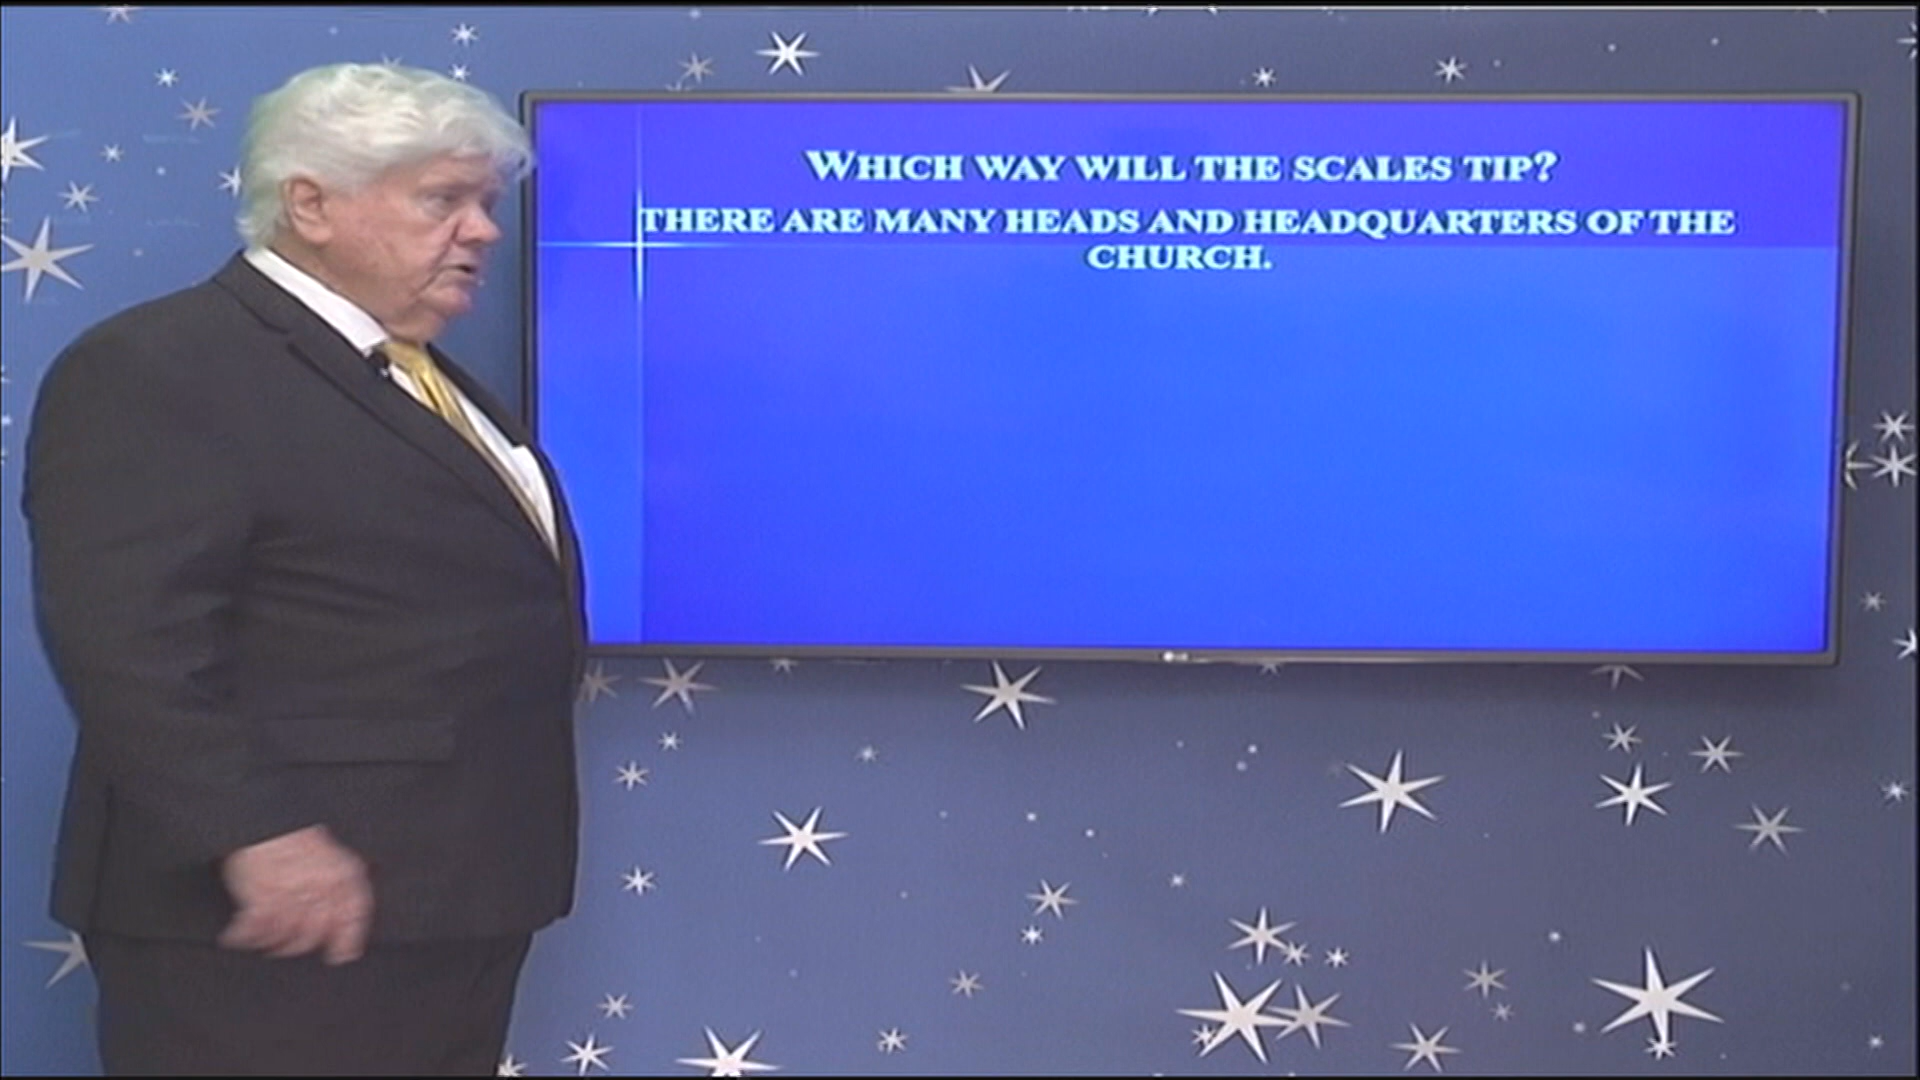 WHICH WAY WILL THE SCALES TIP?
THERE ARE MANY HEADS AND HEADQUARTERS OF THE
CHURCH.